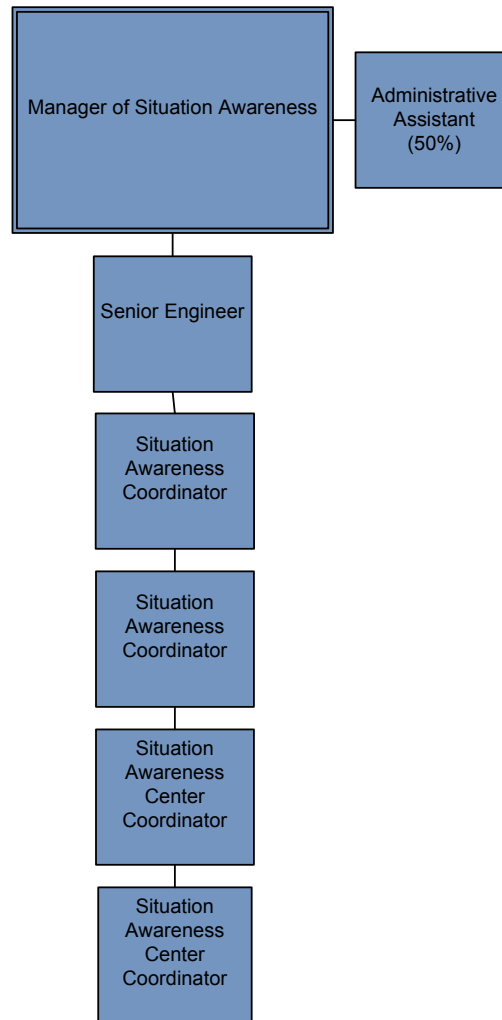 Manager of Situation Awareness
Administrative
Assistant
(50%)
Senior Engineer
Situation
Awareness
Coordinator
Situation
Awareness
Coordinator
Situation
Awareness
Center
Coordinator
Situation
Awareness
Center
Coordinator